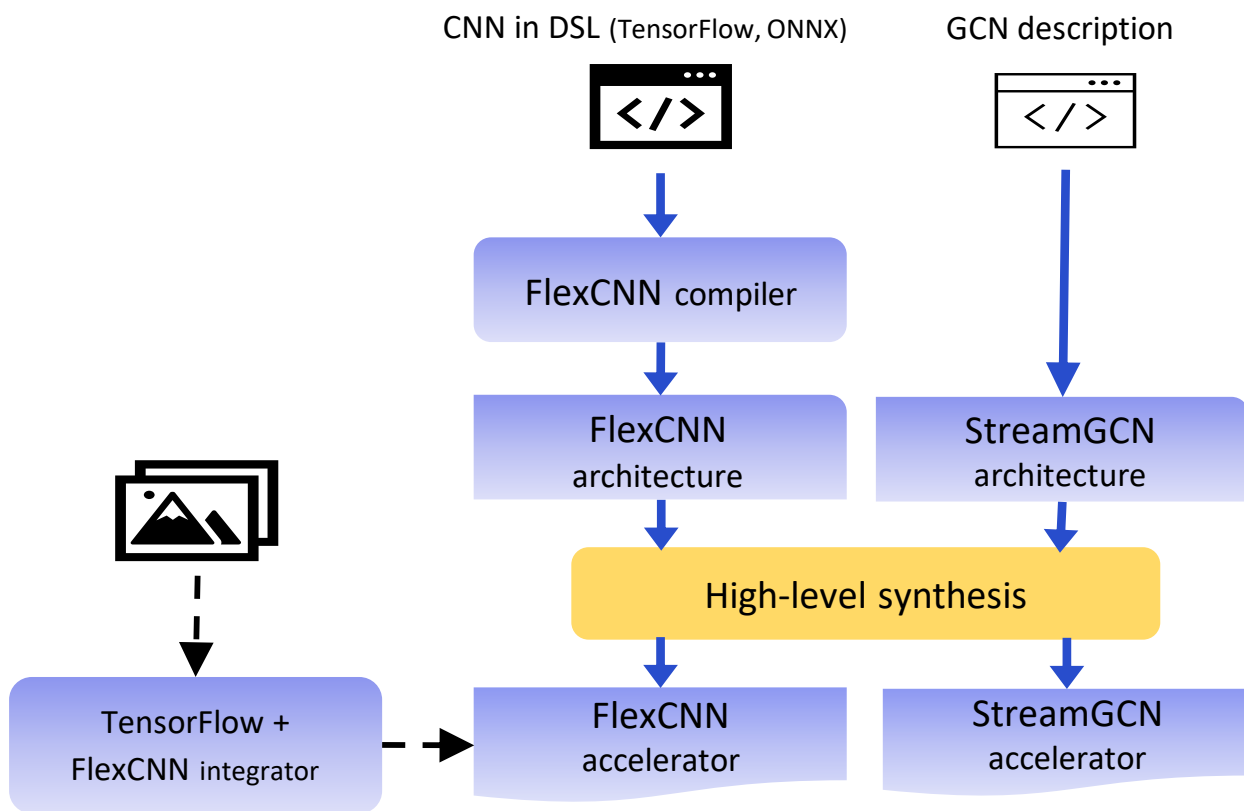 CNN in DSL (TensorFlow, ONNX)
GCN description
</>
</>
FlexCNN compiler
FlexCNN
architecture
StreamGCN
architecture
High-level synthesis
TensorFlow +
FlexCNN integrator
FlexCNN
accelerator
StreamGCN
accelerator